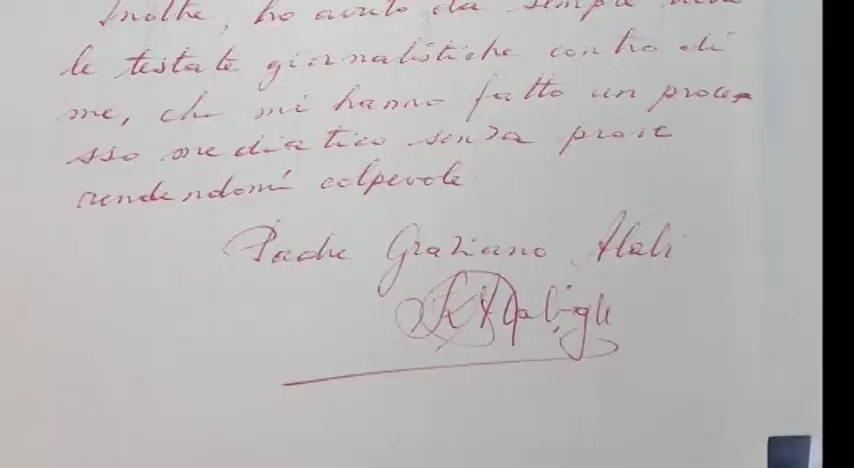 Inoltre, ho avuto da sempre
le testate giornalistiche contro di
me, che mi hanno fatto un proce-
sso mediatico senza prove
rendendomi colpevole.
Padre Graziano Alabi